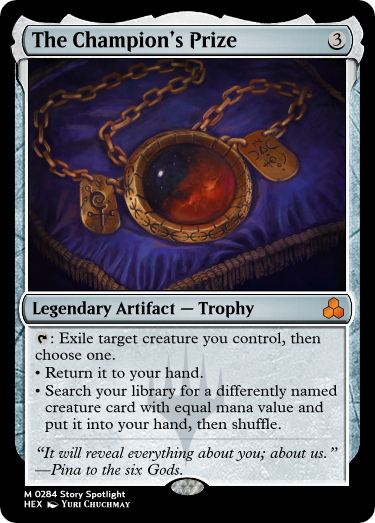 The Champion's Prize 3
Legendary Artifact — Trophy
: Exile target creature you control, then
choose one.
• Return it to your hand.
• Search your library for a differently named
creature card with equal mana value and
put it into your hand, then shuffle.
“It will reveal everything about you; about us.”
—Pina to the six Gods.
M 0284 Story Spotlight
HEX Yuri Chuchmay